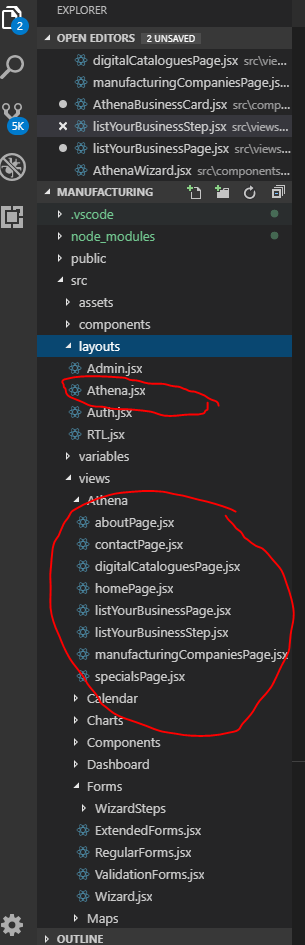 EXPLORER
2
OPEN EDITORS 2 UNSAVED
digitalCataloguesPage.jsx src\vie...
manufacturingCompaniesPage.js...
5K
AthenaBusinessCard.jsx src\comp...
listYourBusinessStep.jsx src\views...
listYourBusinessPage.jsx src\views...
AthenaWizard.jsx src\components...
MANUFACTURING
.vscode
node_modules
public
src
assets
components
layouts
Admin.jsx
Athena.jsx
Auth.jsx
RTL.jsx
variables
views
Athena
aboutPage.jsx
contactPage.jsx
digitalCataloguesPage.jsx
homePage.jsx
listYourBusinessPage.jsx
listYourBusinessStep.jsx
manufacturingCompaniesPage.jsx
specialsPage.jsx
Calendar
Charts
Components
Dashboard
Forms
WizardSteps
ExtendedForms.jsx
RegularForms.jsx
ValidationForms.jsx
Wizard.jsx
Maps
OUTLINE